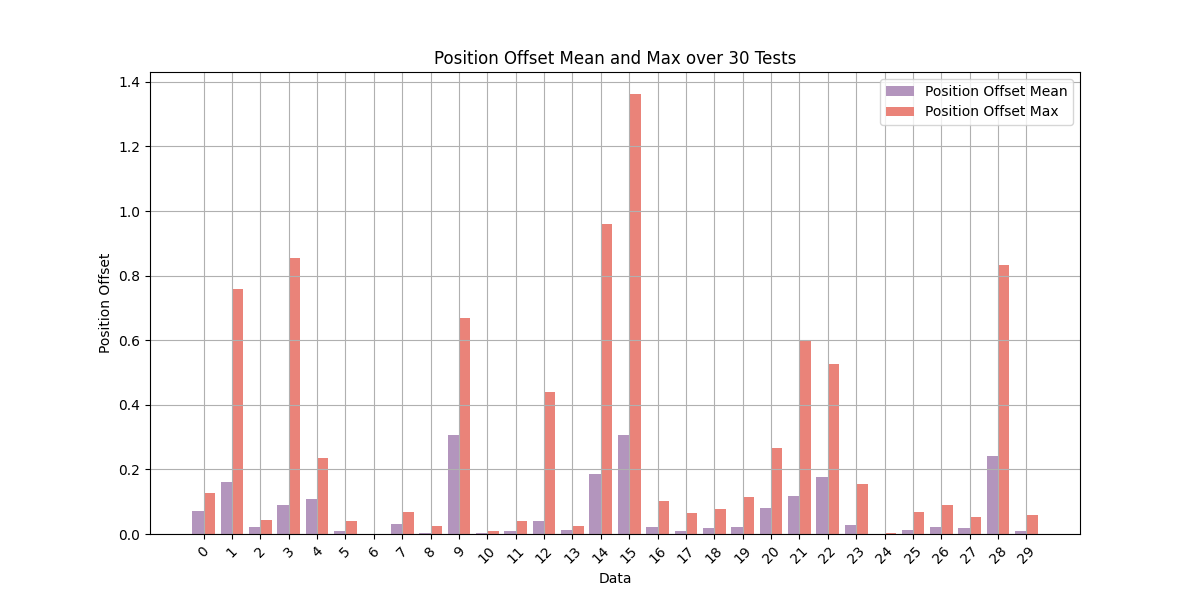 Position Offset Mean and Max over 30 Tests
1.4
1.2
1.0
0.8
0.6
0.4
0.2
0.0
Position Offset
Position Offset Mean
Position Offset Max
0 1 2 3 4 5 6 7 8 9 10 11 12 13 14 15 16 17 18 19 20 21 22 23 24 25 26 27 28 29
Data